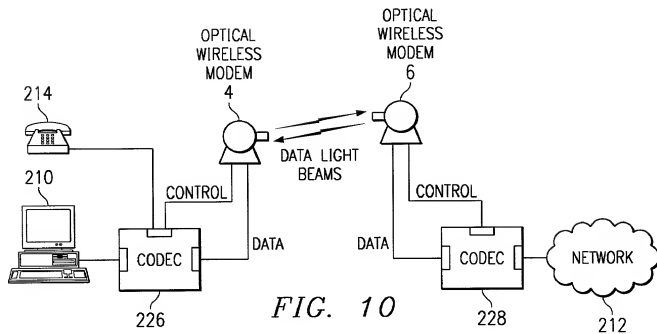 OPTICAL
WIRELESS
MODEM
6
OPTICAL
WIRELESS
MODEM
4
214
DATA LIGHT
BEAMS
210
CONTROL
CONTROL
CODEC
DATA
DATA
CODEC
NETWORK
226
FIG. 10
228
212